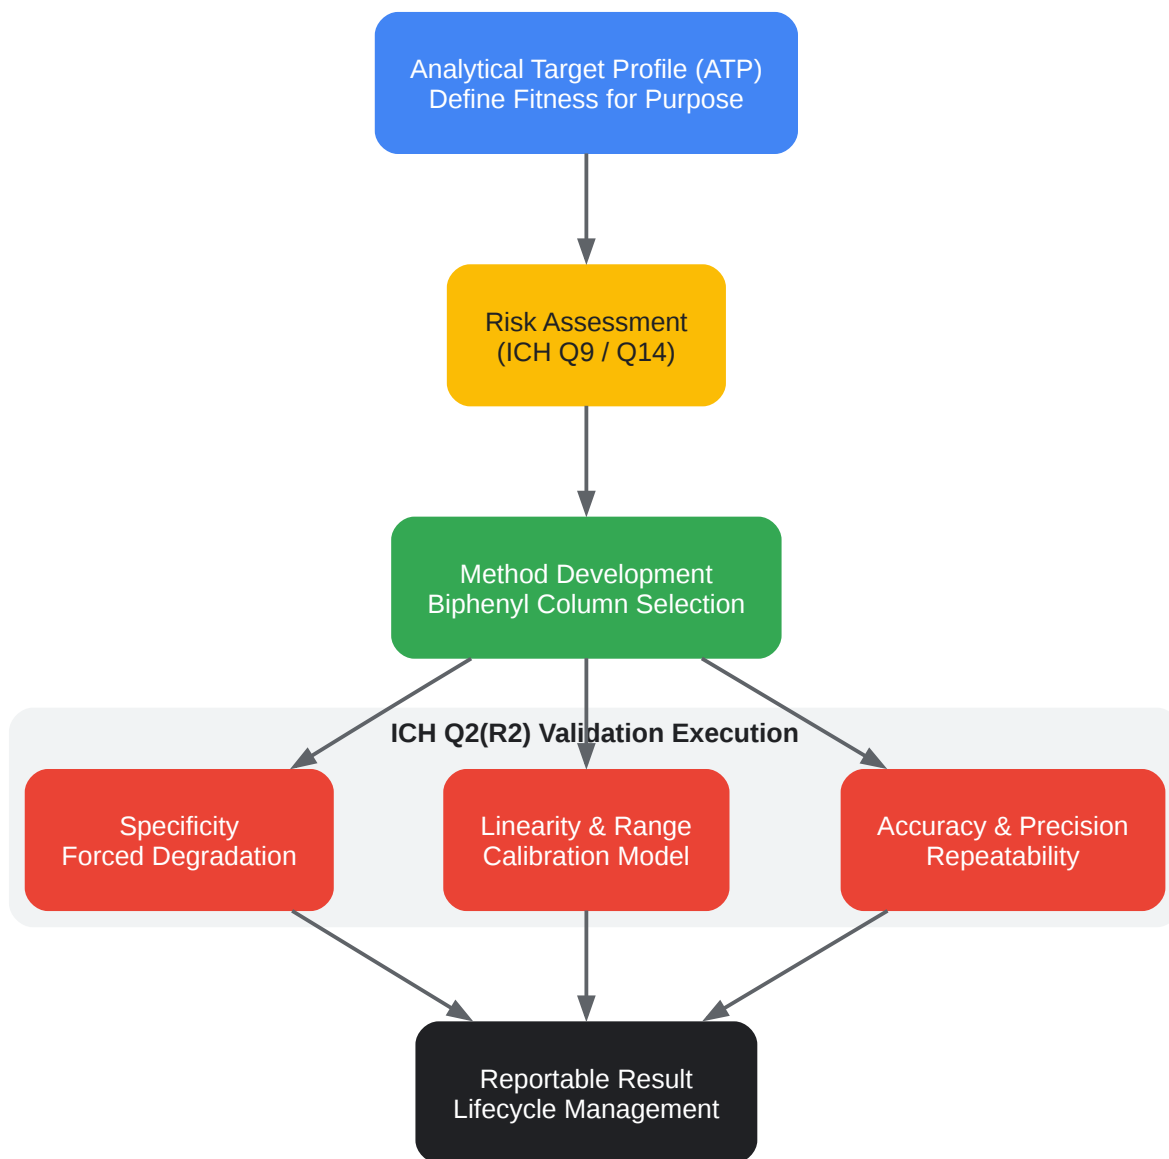 Analytical Target Profile (ATP)
Define Fitness for Purpose
Risk Assessment
(ICH Q9 / Q14)
Method Development
Biphenyl Column Selection
ICH Q2(R2) Validation Execution
Specificity
Forced Degradation
Linearity & Range
Calibration Model
Accuracy & Precision
Repeatability
Reportable Result
Lifecycle Management